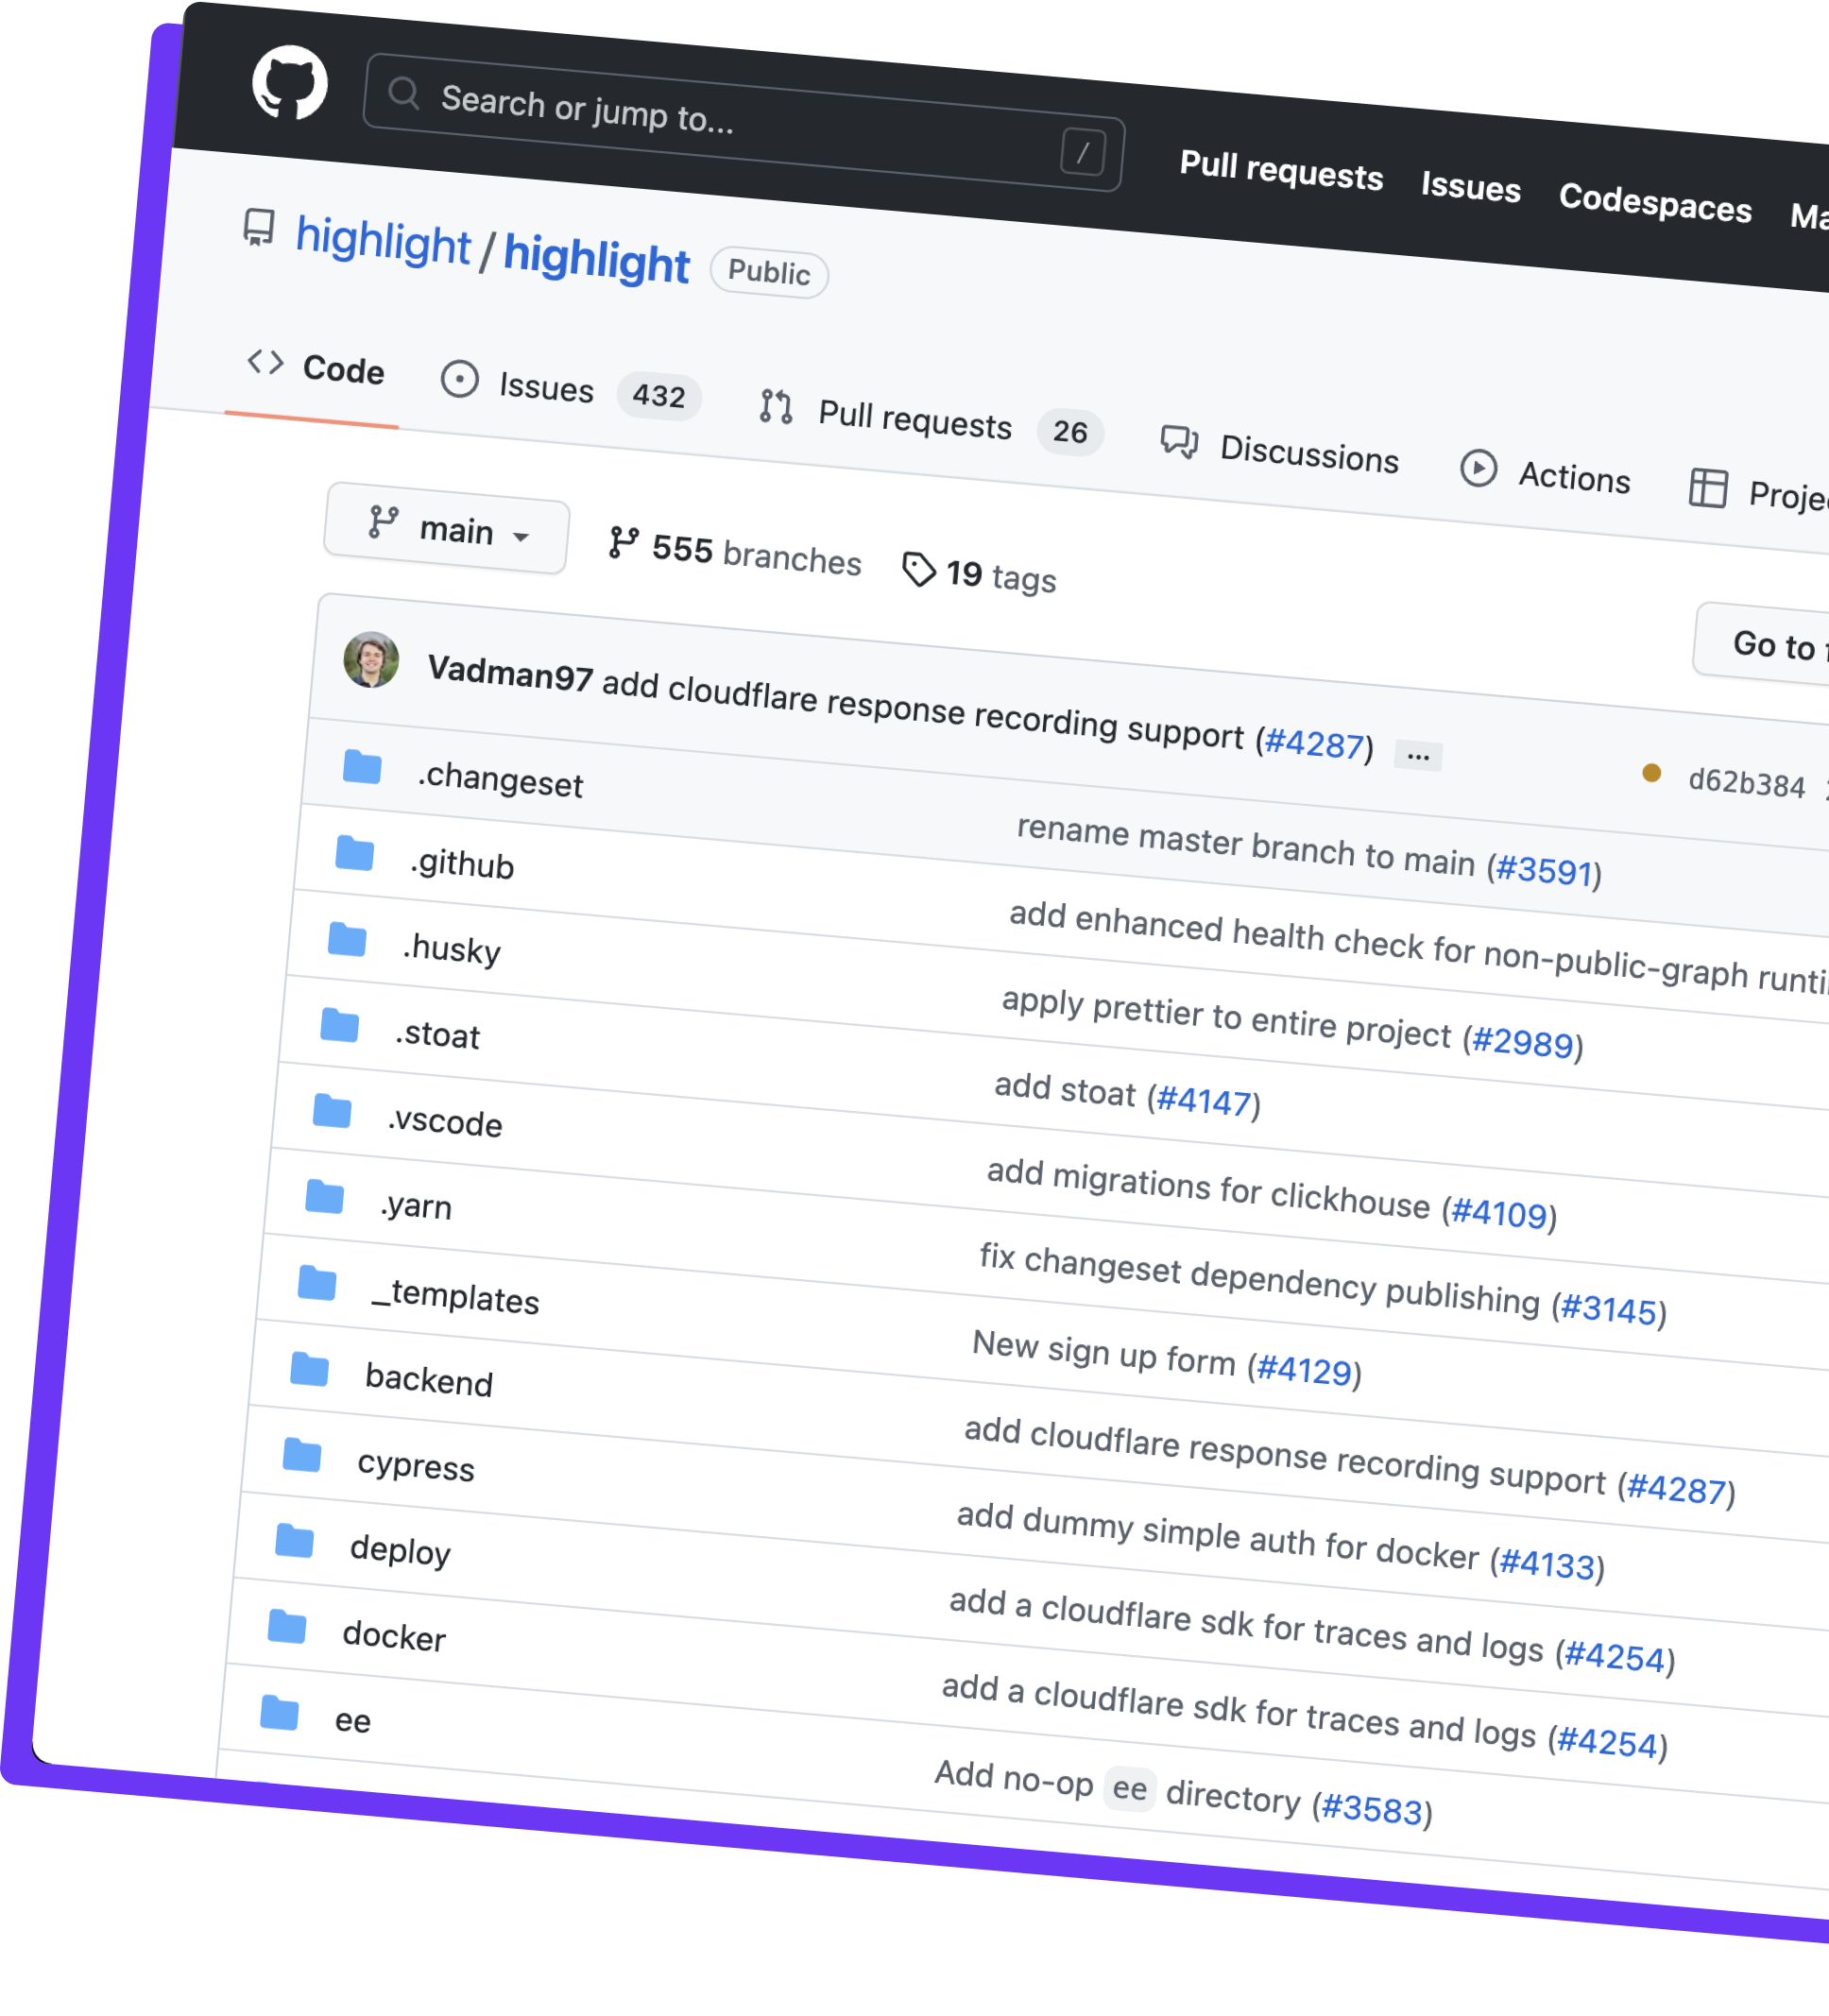 Search or jump to... /
Pull requests Issues Codespaces
highlight / highlight Public
Code Issues 432 Pull requests 26 Discussions Actions
main 555 branches 19 tags
Go to
Vadman97 add cloudflare response recording support (#4287) ... d62b384
.changeset rename master branch to main (#3591)
.github add enhanced health check for non-public-graph
.husky apply prettier to entire project (#2989)
.stoat add stoat (#4147)
.vscode add migrations for clickhouse (#4109)
.yarn fix changeset dependency publishing (#3145)
_templates New sign up form (#4129)
backend add cloudflare response recording support (#4287)
cypress add dummy simple auth for docker (#4133)
deploy add a cloudflare sdk for traces and logs (#4254)
docker add a cloudflare sdk for traces and logs (#4254)
ee Add no-op ee directory (#3583)